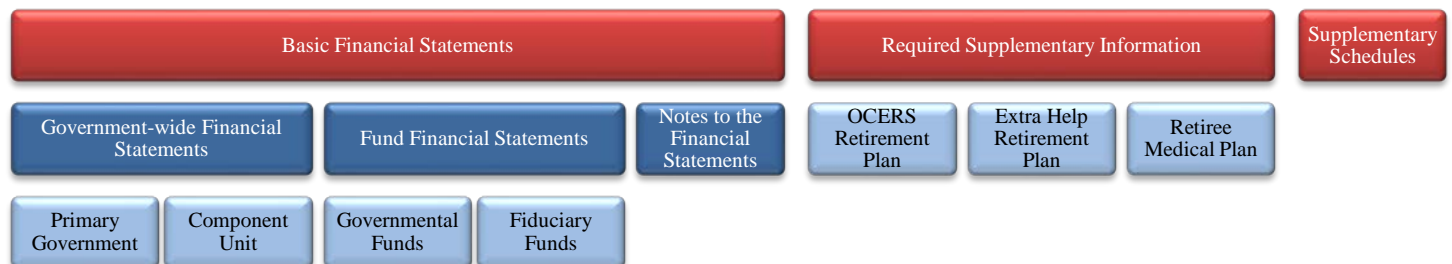 Basic Financial Statements
Required Supplementary Information
Supplementary
Schedules
Government-wide Financial
Statements
Fund Financial Statements
Notes to the
Financial
Statements
OCERS
Retirement
Plan
Extra Help
Retirement
Plan
Retiree
Medical Plan
Primary
Government
Component
Unit
Governmental
Funds
Fiduciary
Funds